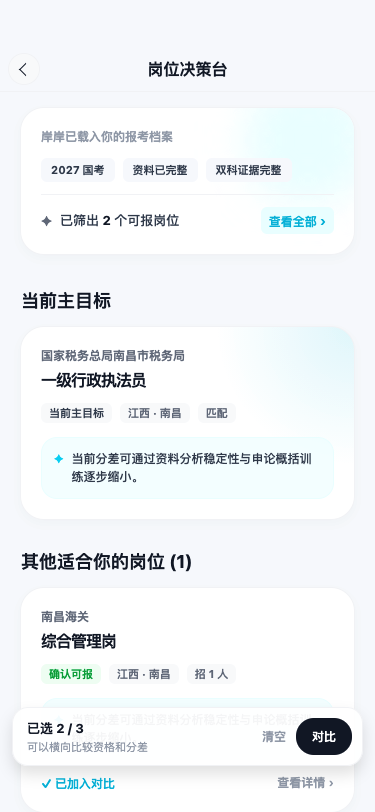 岗位决策台
岸岸已载入你的报考档案
2027 国考
资料已完整
双科证据完整
已筛出 2 个可报岗位
查看全部 ›
当前主目标
国家税务总局南昌市税务局
一级行政执法员
当前主目标
江西 · 南昌
匹配
当前分差可通过资料分析稳定性与申论概括训
练逐步缩小。
其他适合你的岗位 (1)
南昌海关
综合管理岗
确认可报
江西 · 南昌
招 1 人
已选 2 / 3
可以横向比较资格和分差
清空
对比
✓ 已加入对比
查看详情 ›